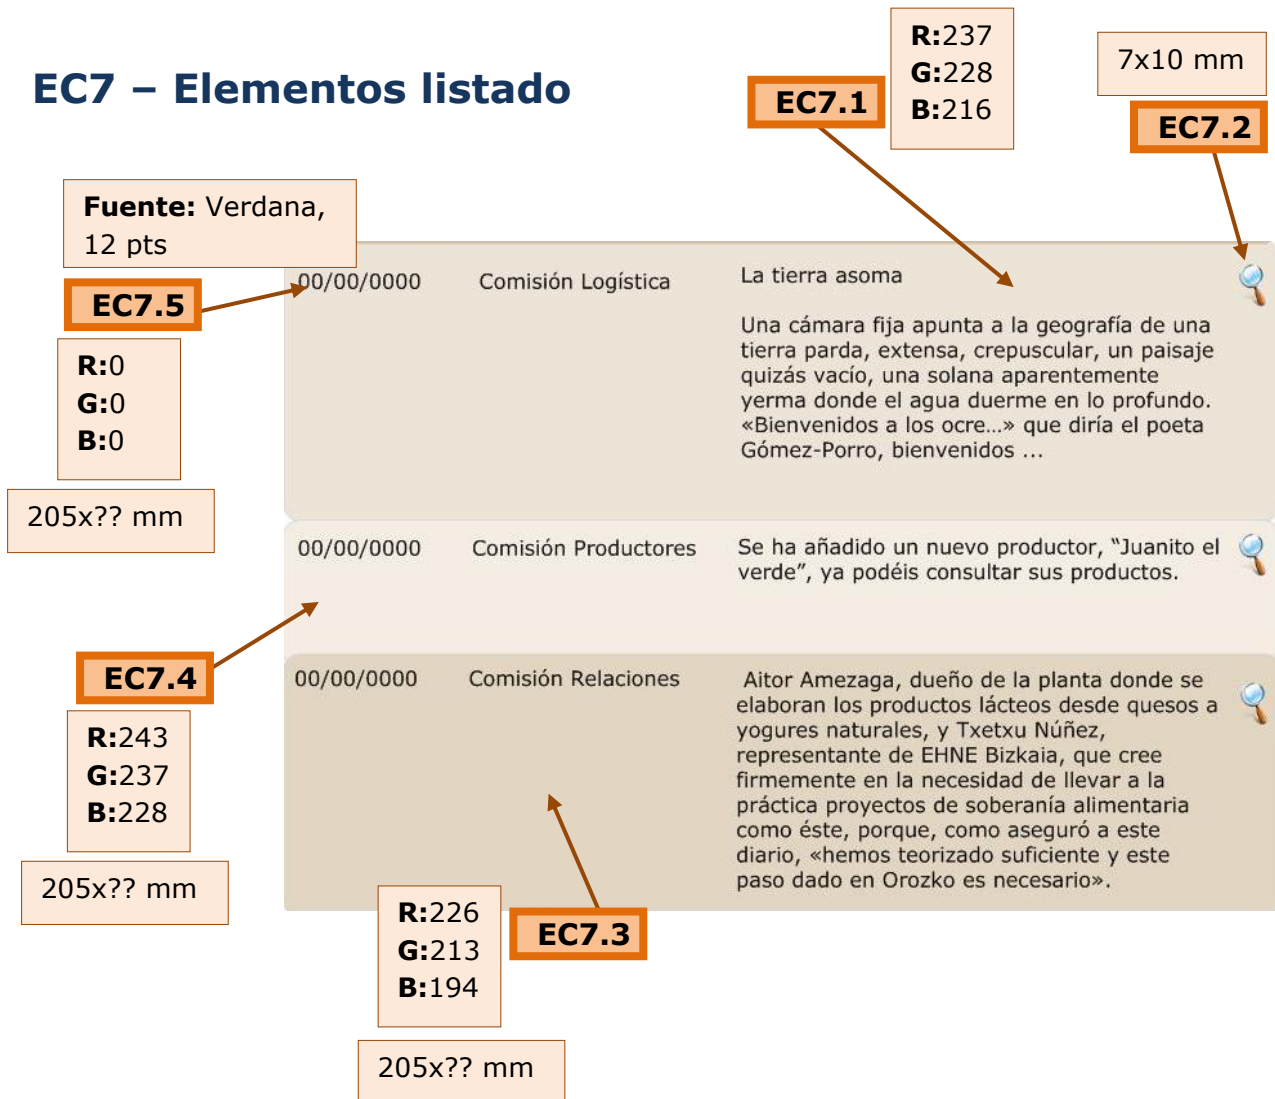 EC7 – Elementos listado
EC7.1
R:237
G:228
B:216
7x10 mm
EC7.2
Fuente: Verdana,
12 pts
EC7.5
R:0
G:0
B:0
205x?? mm
00/00/0000
Comisión Logística
La tierra asoma
Una cámara fija apunta a la geografía de una
tierra parda, extensa, crepuscular, un paisaje
quizás vacío, una solana aparentemente
yerma donde el agua duerme en lo profundo.
«Bienvenidos a los ocre...» que diría el poeta
Gómez-Porro, bienvenidos ...
00/00/0000
Comisión Productores
Se ha añadido un nuevo productor, “Juanito el
verde”, ya podéis consultar sus productos.
EC7.4
R:243
G:237
B:228
205x?? mm
00/00/0000
Comisión Relaciones
Aitor Amezaga, dueño de la planta donde se
elaboran los productos lácteos desde quesos a
yogures naturales, y Txetxu Núñez,
representante de EHNE Bizkaia, que cree
firmemente en la necesidad de llevar a la
práctica proyectos de soberanía alimentaria
como éste, porque, como aseguró a este
diario, «hemos teorizado suficiente y este
paso dado en Orozko es necesario».
R:226
G:213
B:194
EC7.3
205x?? mm